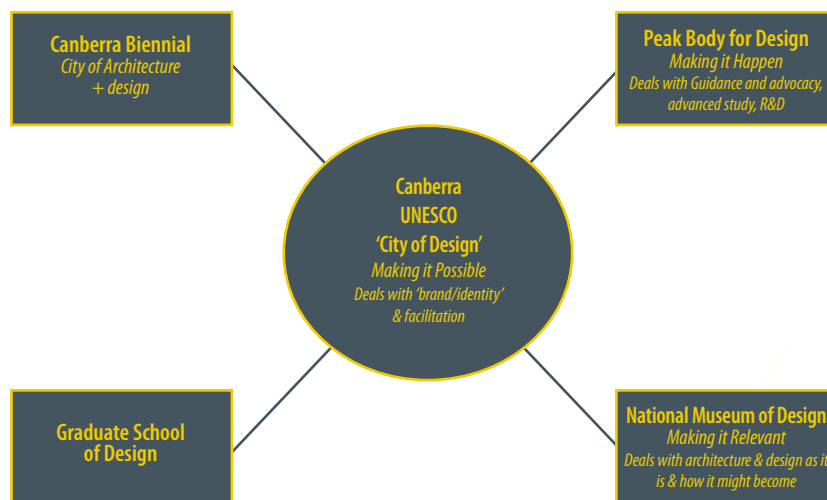 Canberra Biennial
City of Architecture
+ design
Peak Body for Design
Making it Happen
Deals with Guidance and advocacy,
advanced study, R&D
Canberra
UNESCO
‘City of Design’
Making it Possible
Deals with ‘brand/identity’
& facilitation
Graduate School
of Design
National Museum of Design
Making it Relevant
Deals with architecture & design as it
is & how it might become